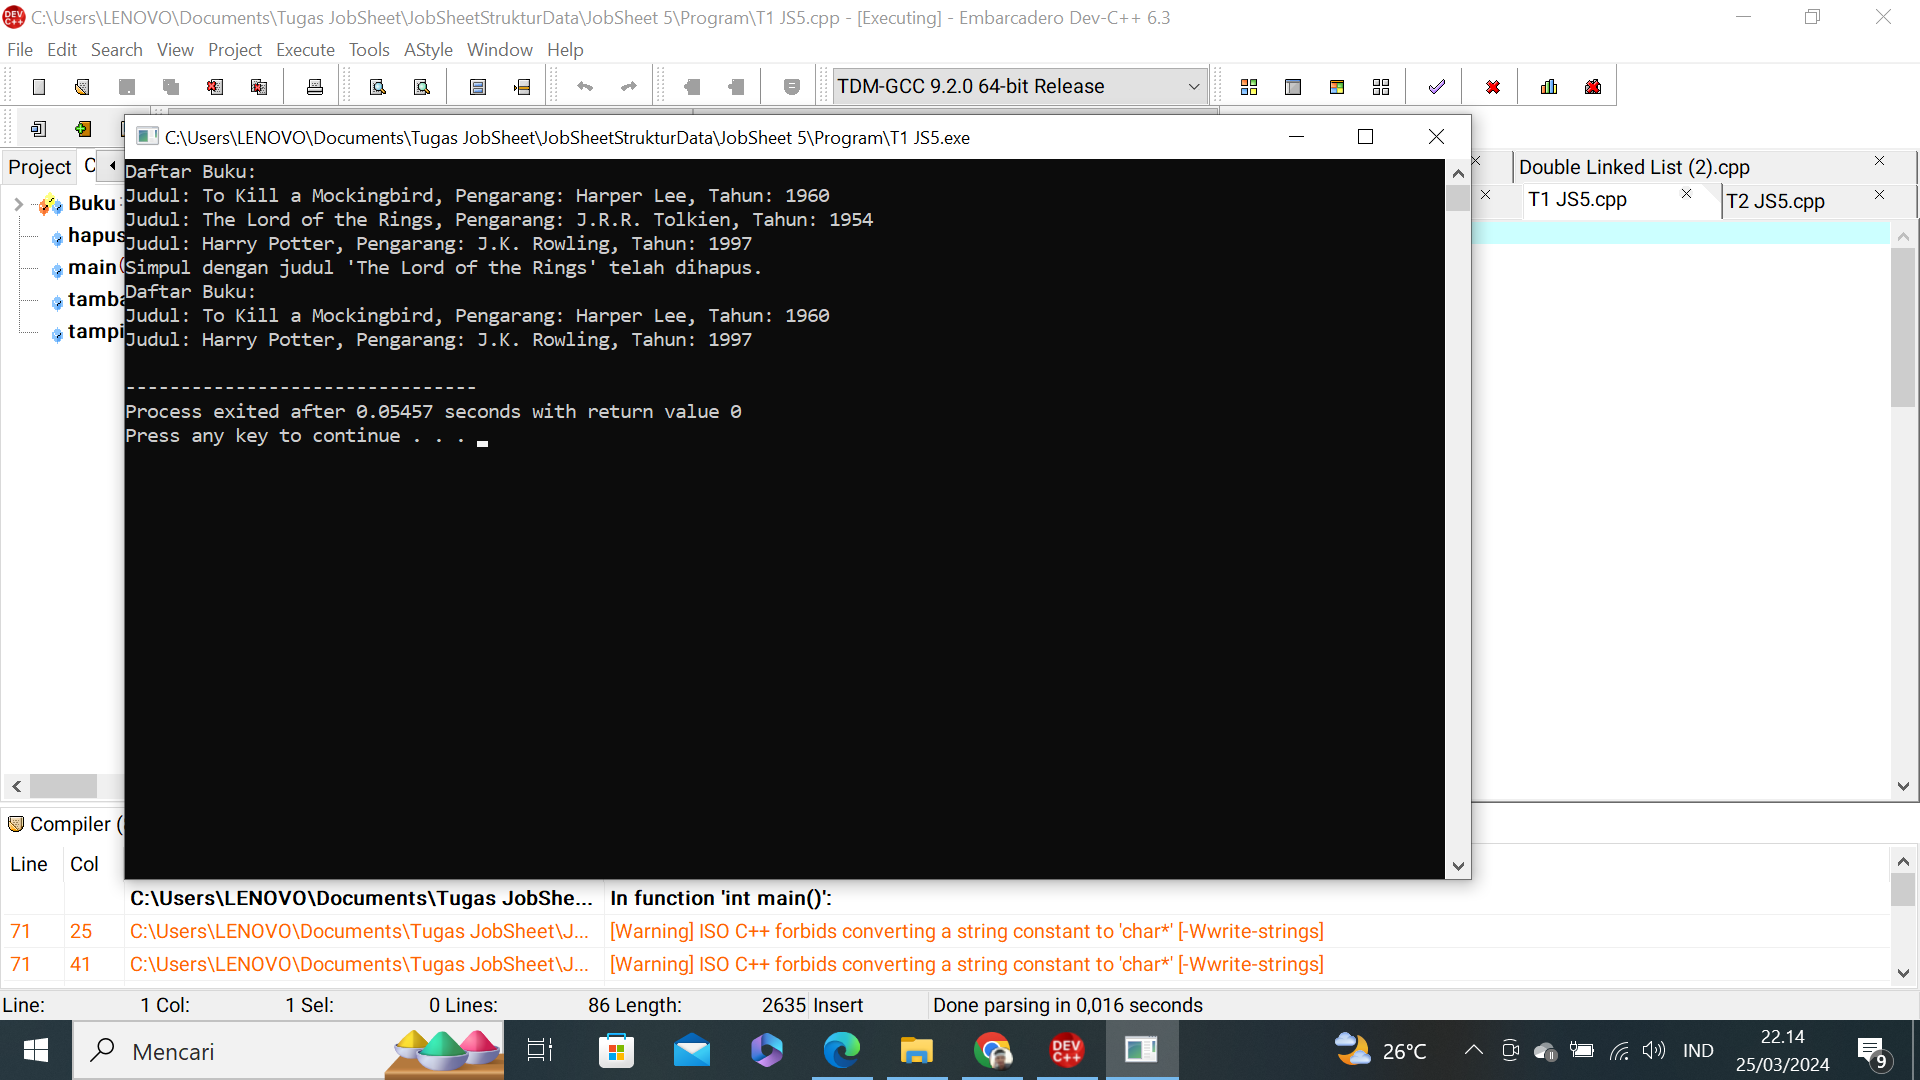 C:\Users\LENOVO\Documents\Tugas JobSheet\JobSheetStrukturData\JobSheet 5\Program\T1 JS5.cpp - [Executing] - Embarcadero Dev-C++ 6.3
File Edit Search View Project Execute Tools AStyle Window Help
TDM-GCC 9.2.0 64-bit Release
C:\Users\LENOVO\Documents\Tugas JobSheet\JobSheetStrukturData\JobSheet 5\Program\T1 JS5.exe
Project C
Double Linked List (2).cpp
T1 JS5.cpp T2 JS5.cpp
Buku
hapus
main(
tamba
tampi
Daftar Buku:
Judul: To Kill a Mockingbird, Pengarang: Harper Lee, Tahun: 1960
Judul: The Lord of the Rings, Pengarang: J.R.R. Tolkien, Tahun: 1954
Judul: Harry Potter, Pengarang: J.K. Rowling, Tahun: 1997
Simpul dengan judul 'The Lord of the Rings' telah dihapus.
Daftar Buku:
Judul: To Kill a Mockingbird, Pengarang: Harper Lee, Tahun: 1960
Judul: Harry Potter, Pengarang: J.K. Rowling, Tahun: 1997
--------------------------------
Process exited after 0.05457 seconds with return value 0
Press any key to continue . . .
Compiler (
Line Col
C:\Users\LENOVO\Documents\Tugas JobShe... In function 'int main()':
71 25 C:\Users\LENOVO\Documents\Tugas JobSheet\J... [Warning] ISO C++ forbids converting a string constant to 'char*' [-Wwrite-strings]
71 41 C:\Users\LENOVO\Documents\Tugas JobSheet\J... [Warning] ISO C++ forbids converting a string constant to 'char*' [-Wwrite-strings]
Line: 1 Col: 1 Sel: 0 Lines: 86 Length: 2635 Insert Done parsing in 0,016 seconds
Mencari
DEV C++
26°C
IND
22.14
25/03/2024
9